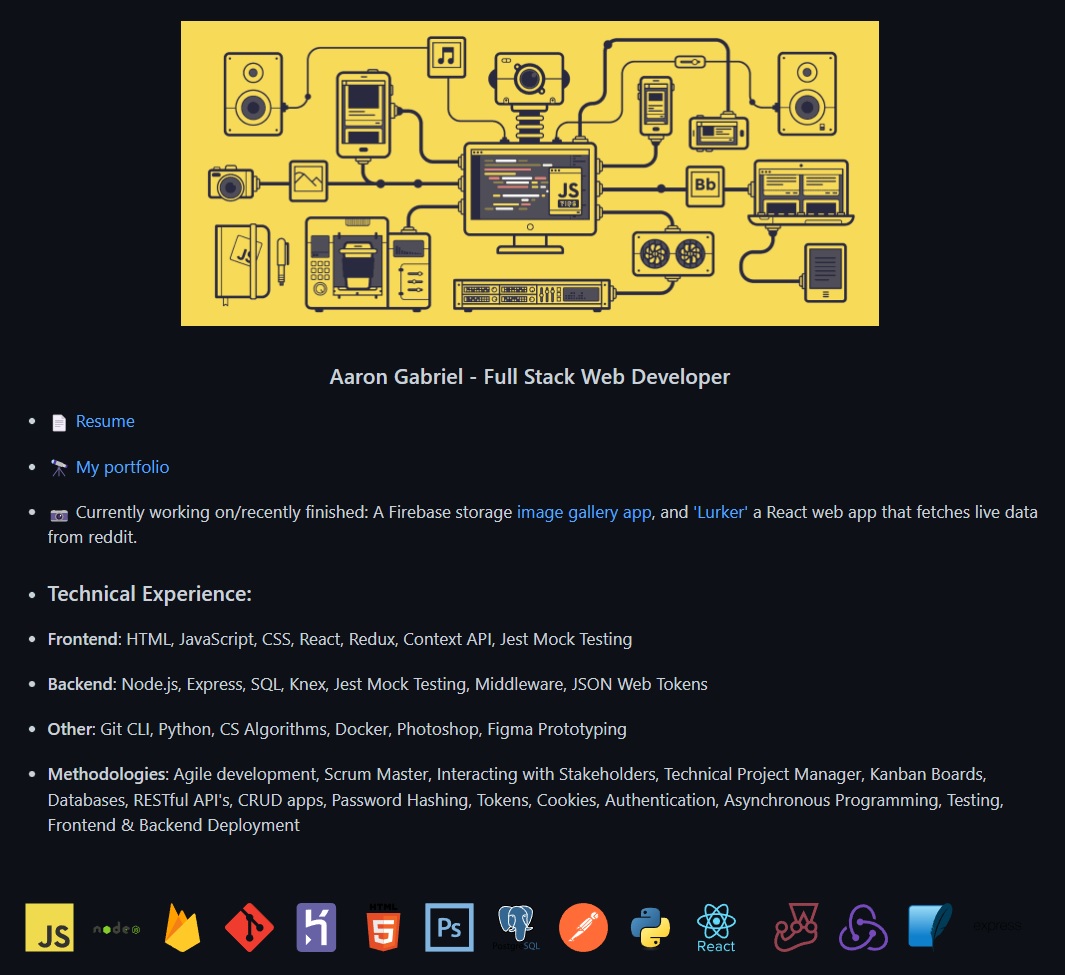 Bb
JS
TIPS
JS
Aaron Gabriel - Full Stack Web Developer
Resume
My portfolio
Currently working on/recently finished: A Firebase storage image gallery app, and 'Lurker' a React web app that fetches live data
from reddit.
Technical Experience:
Frontend: HTML, JavaScript, CSS, React, Redux, Context API, Jest Mock Testing
Backend: Node.js, Express, SQL, Knex, Jest Mock Testing, Middleware, JSON Web Tokens
Other: Git CLI, Python, CS Algorithms, Docker, Photoshop, Figma Prototyping
Methodologies: Agile development, Scrum Master, Interacting with Stakeholders, Technical Project Manager, Kanban Boards,
Databases, RESTful API's, CRUD apps, Password Hashing, Tokens, Cookies, Authentication, Asynchronous Programming, Testing,
Frontend & Backend Deployment
JS
node
HTML
5
Ps
PostgreSQL
React
express